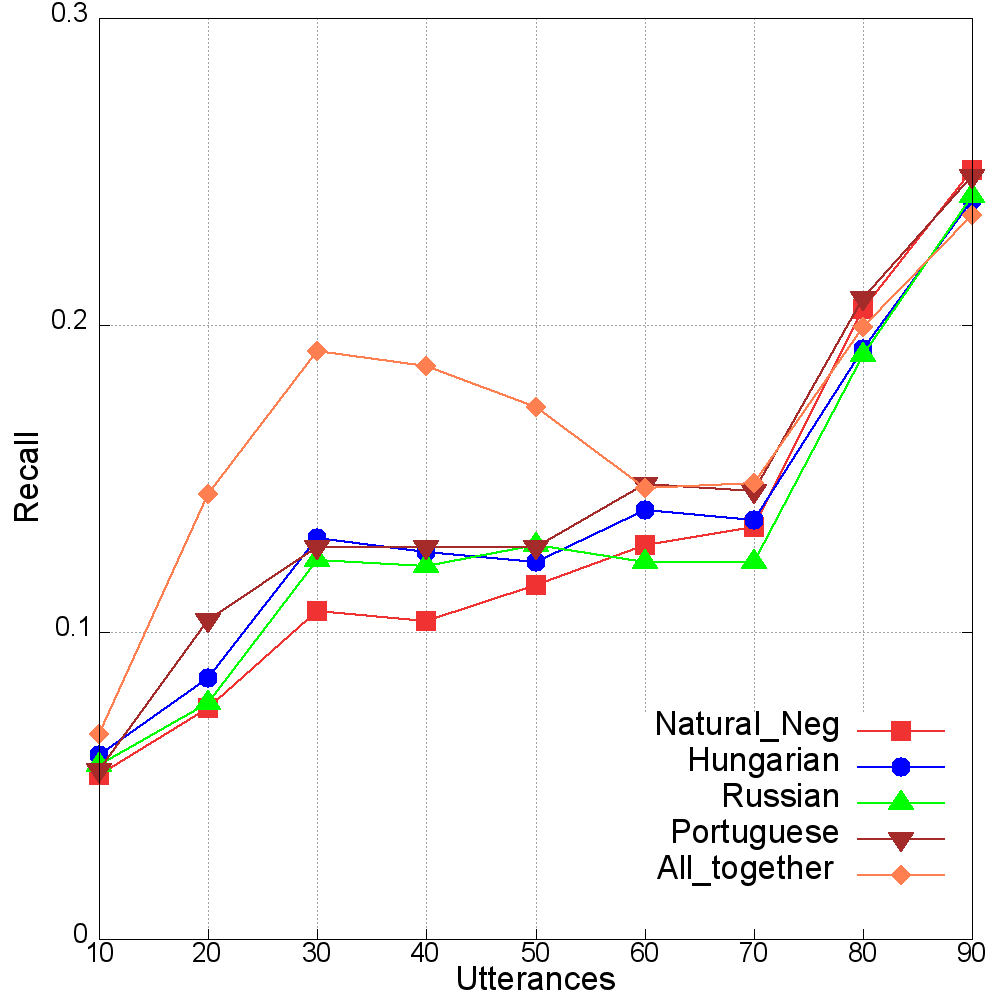 0.3
0.2
0.1
0
Recall
Natural_Neg
Hungarian
Russian
Portuguese
All_together
10 20 30 40 50 60 70 80 90
Utterances